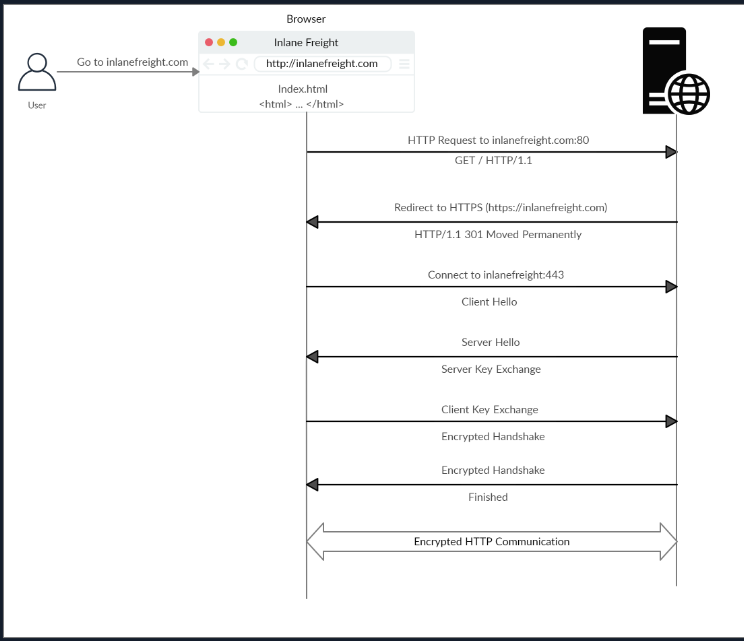 Browser
Inlane Freight
Go to inlanefreight.com
http://inlanefreight.com
User
Index.html
<html> ... </html>
HTTP Request to inlanefreight.com:80
GET / HTTP/1.1
Redirect to HTTPS (https://inlanefreight.com)
HTTP/1.1 301 Moved Permanently
Connect to inlanefreight:443
Client Hello
Server Hello
Server Key Exchange
Client Key Exchange
Encrypted Handshake
Encrypted Handshake
Finished
Encrypted HTTP Communication